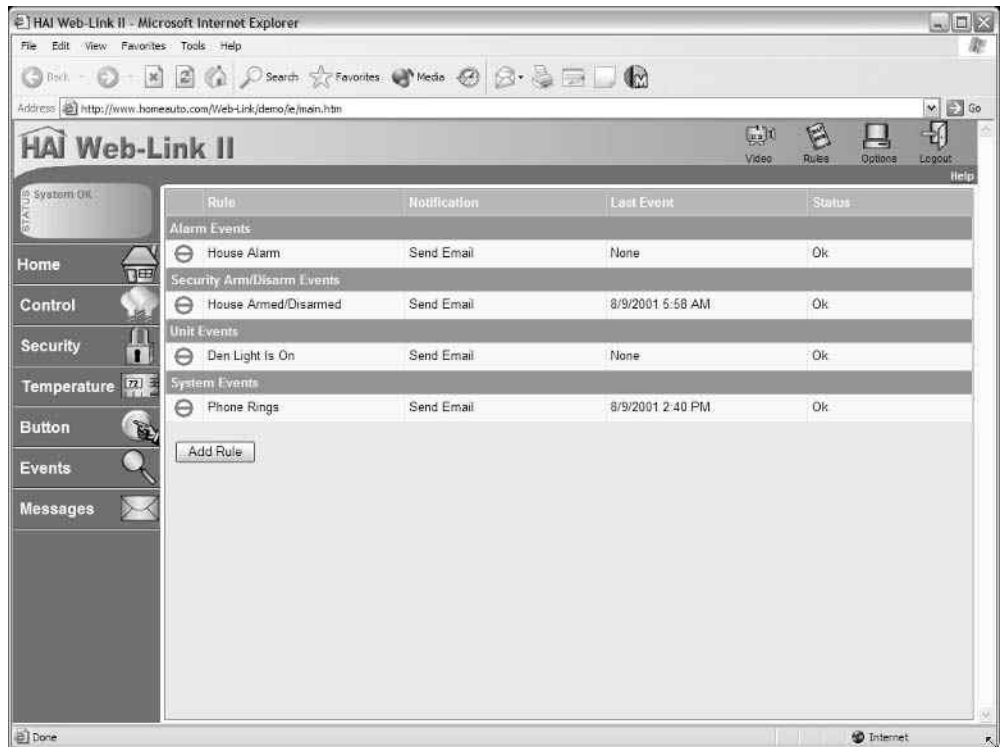 HAI Web-Link II - Microsoft Internet Explorer
File Edit View Favorites Tools Help
Back Search Favorites Media
Address http://www.homeauto.com/Web-Link/demo/ie/main.htm Go
HAI Web-Link II
Video Rules Options Logout
Help
STATUS System OK
Rule Notification Last Event Status
Alarm Events
House Alarm Send Email None Ok
Home
Security Arm/Disarm Events
Control House Armed/Disarmed Send Email 8/9/2001 5:58 AM Ok
Unit Events
Security
Den Light Is On Send Email None Ok
Temperature 72 System Events
Phone Rings Send Email 8/9/2001 2:40 PM Ok
Button
Add Rule
Events
Messages
Done Internet